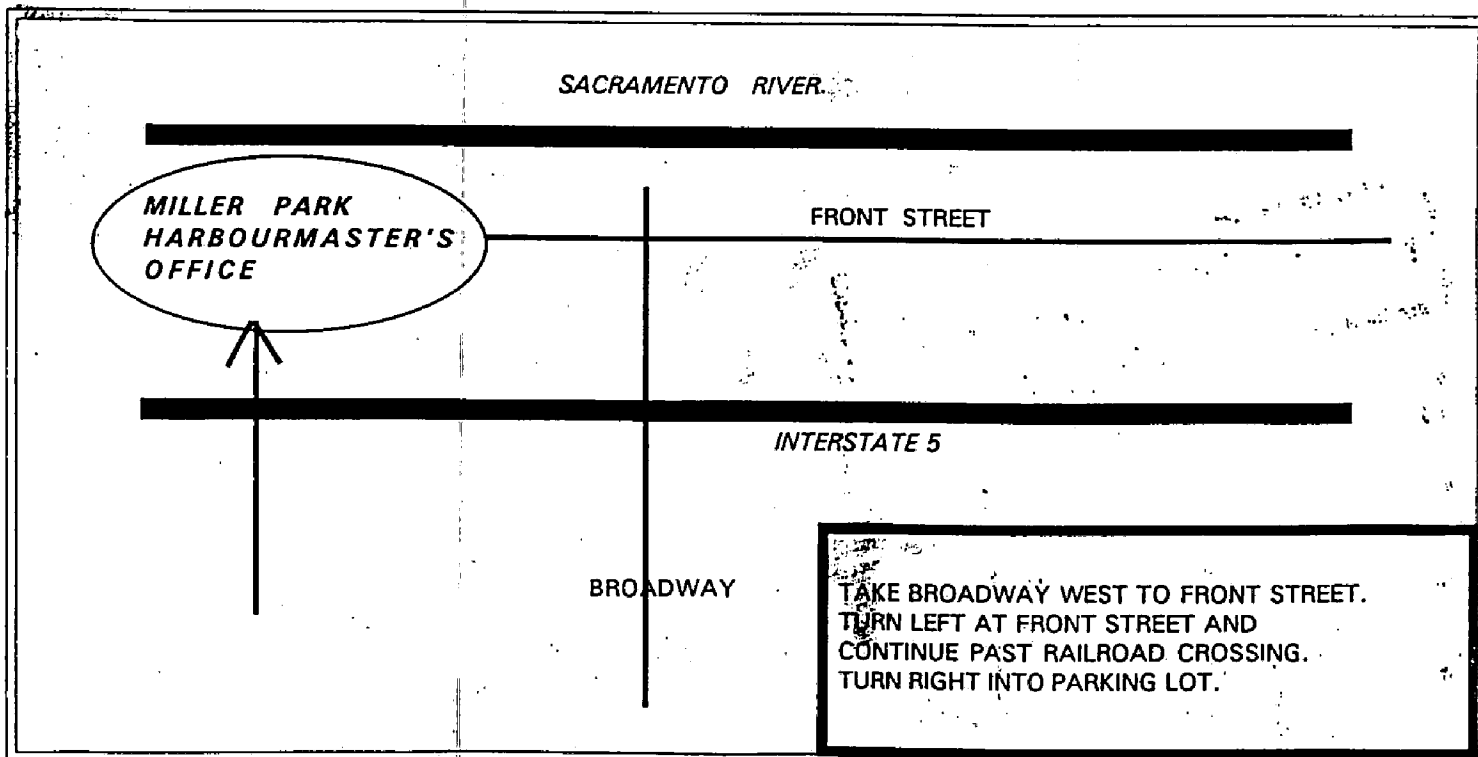 SACRAMENTO RIVER.
MILLER PARK
HARBOURMASTER'S
OFFICE
FRONT STREET
INTERSTATE 5
BROADWAY
TAKE BROADWAY WEST TO FRONT STREET.
TURN LEFT AT FRONT STREET AND
CONTINUE PAST RAILROAD CROSSING.
TURN RIGHT INTO PARKING LOT.